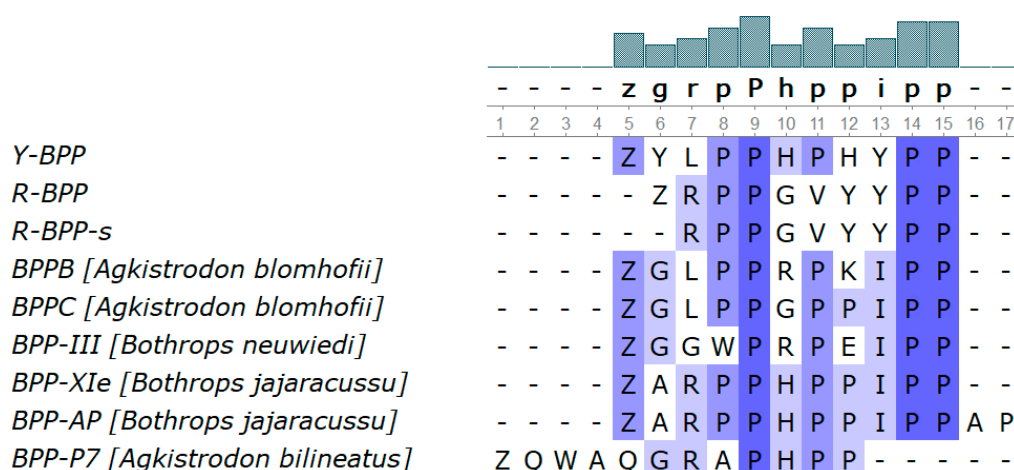 - - - - z g r p P h p p i p p - -
1 2 3 4 5 6 7 8 9 10 11 12 13 14 15 16 17
Y-BPP - - - - Z Y L P P H P H Y P P - -
R-BPP - - - - - Z R P P G V Y Y P P - -
R-BPP-s - - - - - - R P P G V Y Y P P - -
BPPB [Agkistrodon blomhofii] - - - - Z G L P P R P K I P P - -
BPPC [Agkistrodon blomhofii] - - - - Z G L P P G P P I P P - -
BPP-III [Bothrops neuwiedi] - - - - Z G G W P R P E I P P - -
BPP-XIe [Bothrops jajaracussu] - - - - Z A R P P H P P I P P - -
BPP-AP [Bothrops jajaracussu] - - - - Z A R P P H P P I P P A P
BPP-P7 [Agkistrodon bilineatus] Z Q W A Q G R A P H P P - - - - -